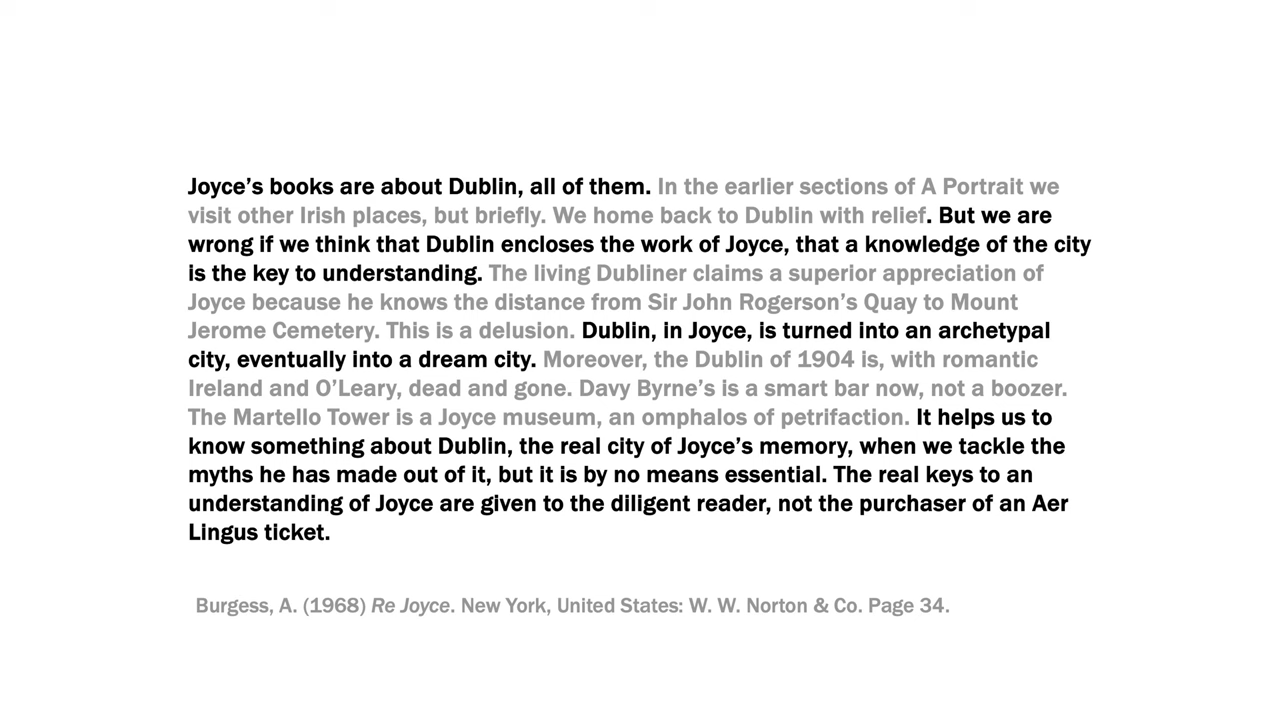 Joyce’s books are about Dublin, all of them. In the earlier sections of A Portrait we
visit other Irish places, but briefly. We home back to Dublin with relief. But we are
wrong if we think that Dublin encloses the work of Joyce, that a knowledge of the city
is the key to understanding. The living Dubliner claims a superior appreciation of
Joyce because he knows the distance from Sir John Rogerson’s Quay to Mount
Jerome Cemetery. This is a delusion. Dublin, in Joyce, is turned into an archetypal
city, eventually into a dream city. Moreover, the Dublin of 1904 is, with romantic
Ireland and O’Leary, dead and gone. Davy Byrne’s is a smart bar now, not a boozer.
The Martello Tower is a Joyce museum, an omphalos of petrifaction. It helps us to
know something about Dublin, the real city of Joyce’s memory, when we tackle the
myths he has made out of it, but it is by no means essential. The real keys to an
understanding of Joyce are given to the diligent reader, not the purchaser of an Aer
Lingus ticket.
Burgess, A. (1968) Re Joyce. New York, United States: W. W. Norton & Co. Page 34.